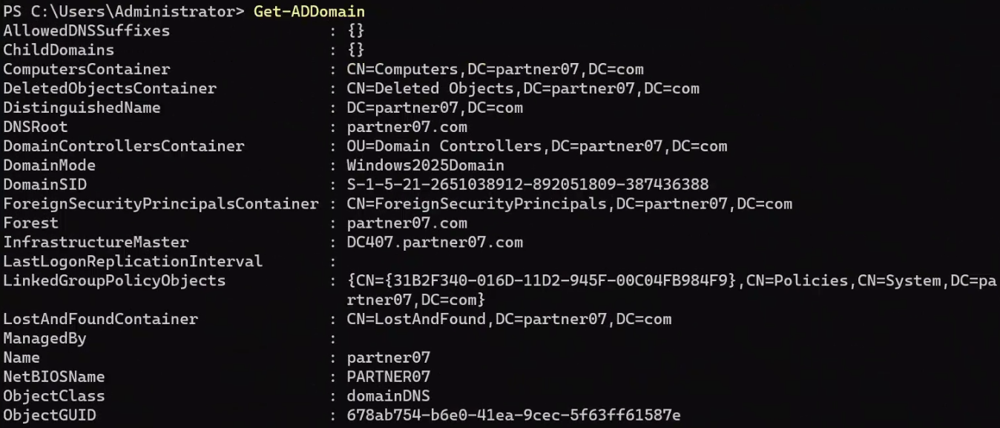 PS C:\Users\Administrator> Get-ADDomain
AllowedDNSSuffixes                 : {}
ChildDomains                       : {}
ComputersContainer                 : CN=Computers,DC=partner07,DC=com
DeletedObjectsContainer            : CN=Deleted Objects,DC=partner07,DC=com
DistinguishedName                  : DC=partner07,DC=com
DNSRoot                            : partner07.com
DomainControllersContainer         : OU=Domain Controllers,DC=partner07,DC=com
DomainMode                         : Windows2025Domain
DomainSID                          : S-1-5-21-2651038912-892051809-387436388
ForeignSecurityPrincipalsContainer : CN=ForeignSecurityPrincipals,DC=partner07,DC=com
Forest                             : partner07.com
InfrastructureMaster               : DC407.partner07.com
LastLogonReplicationInterval       :
LinkedGroupPolicyObjects           : {CN={31B2F340-016D-11D2-945F-00C04FB984F9},CN=Policies,CN=System,DC=pa
                                     rtner07,DC=com}
LostAndFoundContainer              : CN=LostAndFound,DC=partner07,DC=com
ManagedBy                          :
Name                               : partner07
NetBIOSName                        : PARTNER07
ObjectClass                        : domainDNS
ObjectGUID                         : 678ab754-b6e0-41ea-9cec-5f63ff61587e